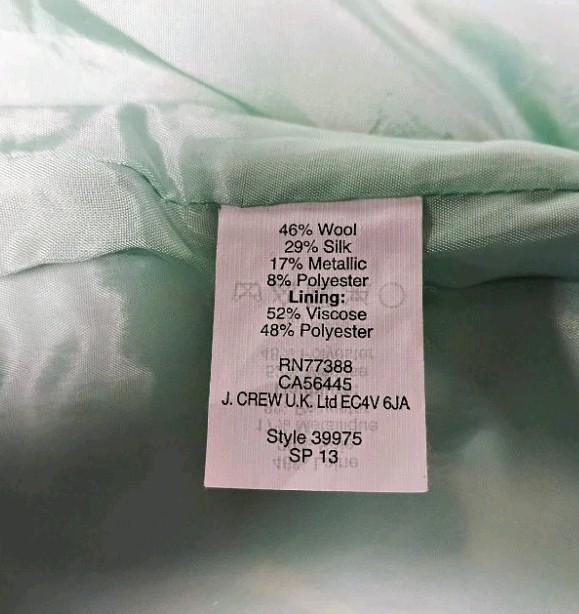 46% Wool
29% Silk
17% Metallic
8% Polyester
Lining:
52% Viscose
48% Polyester
RN77388
CA56445
J. CREW U.K. Ltd EC4V 6JA
Style 39975
SP 13